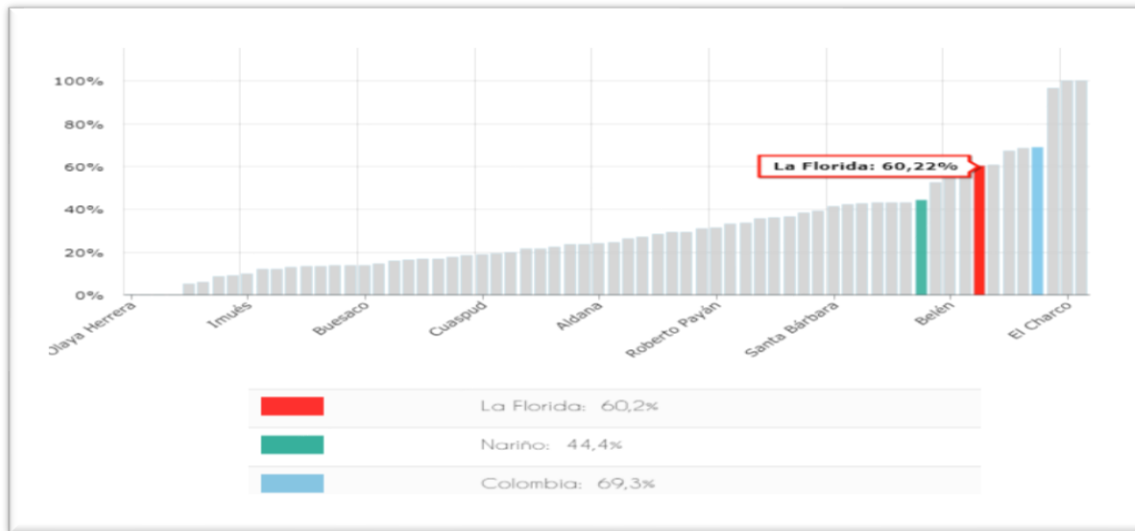 100%
80%
La Florida: 60,22%
60%
40%
20%
0%
Olaya Herrera
Imués
Buesaco
Cuaspud
Aldana
Roberto Payán
Santa Bárbara
Belén
El Charco
La Florida: 60,2%
Nariño: 44,4%
Colombia: 69,3%